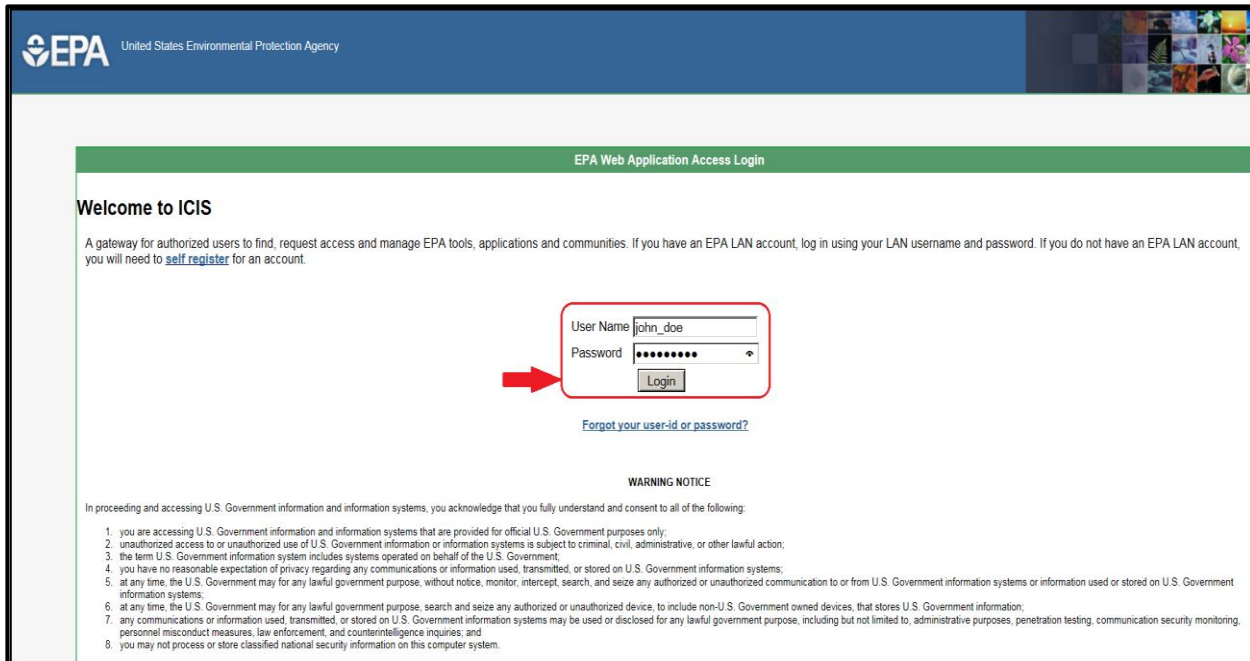 EPA United States Environmental Protection Agency
EPA Web Application Access Login
Welcome to ICIS
A gateway for authorized users to find, request access and manage EPA tools, applications and communities. If you have an EPA LAN account, log in using your LAN username and password. If you do not have an EPA LAN account,
you will need to self register for an account.
User Name john_doe
Password •••••••••
Login
Forgot your user-id or password?
WARNING NOTICE
In proceeding and accessing U.S. Government information and information systems, you acknowledge that you fully understand and consent to all of the following:
1. you are accessing U.S. Government information and information systems that are provided for official U.S. Government purposes only;
2. unauthorized access to or unauthorized use of U.S. Government information or information systems is subject to criminal, civil, administrative, or other lawful action;
3. the term U.S. Government information system includes systems operated on behalf of the U.S. Government;
4. you have no reasonable expectation of privacy regarding any communications or information used, transmitted, or stored on U.S. Government information systems;
5. at any time, the U.S. Government may for any lawful government purpose, without notice, monitor, intercept, search, and seize any authorized or unauthorized communication to or from U.S. Government information systems or information used or stored on U.S. Government
information systems;
6. at any time, the U.S. Government may for any lawful government purpose, search and seize any authorized or unauthorized device, to include non-U.S. Government owned devices, that stores U.S. Government information;
7. any communications or information used, transmitted, or stored on U.S. Government information systems may be used or disclosed for any lawful government purpose, including but not limited to, administrative purposes, penetration testing, communication security monitoring,
personnel misconduct measures, law enforcement, and counterintelligence inquiries; and
8. you may not process or store classified national security information on this computer system.